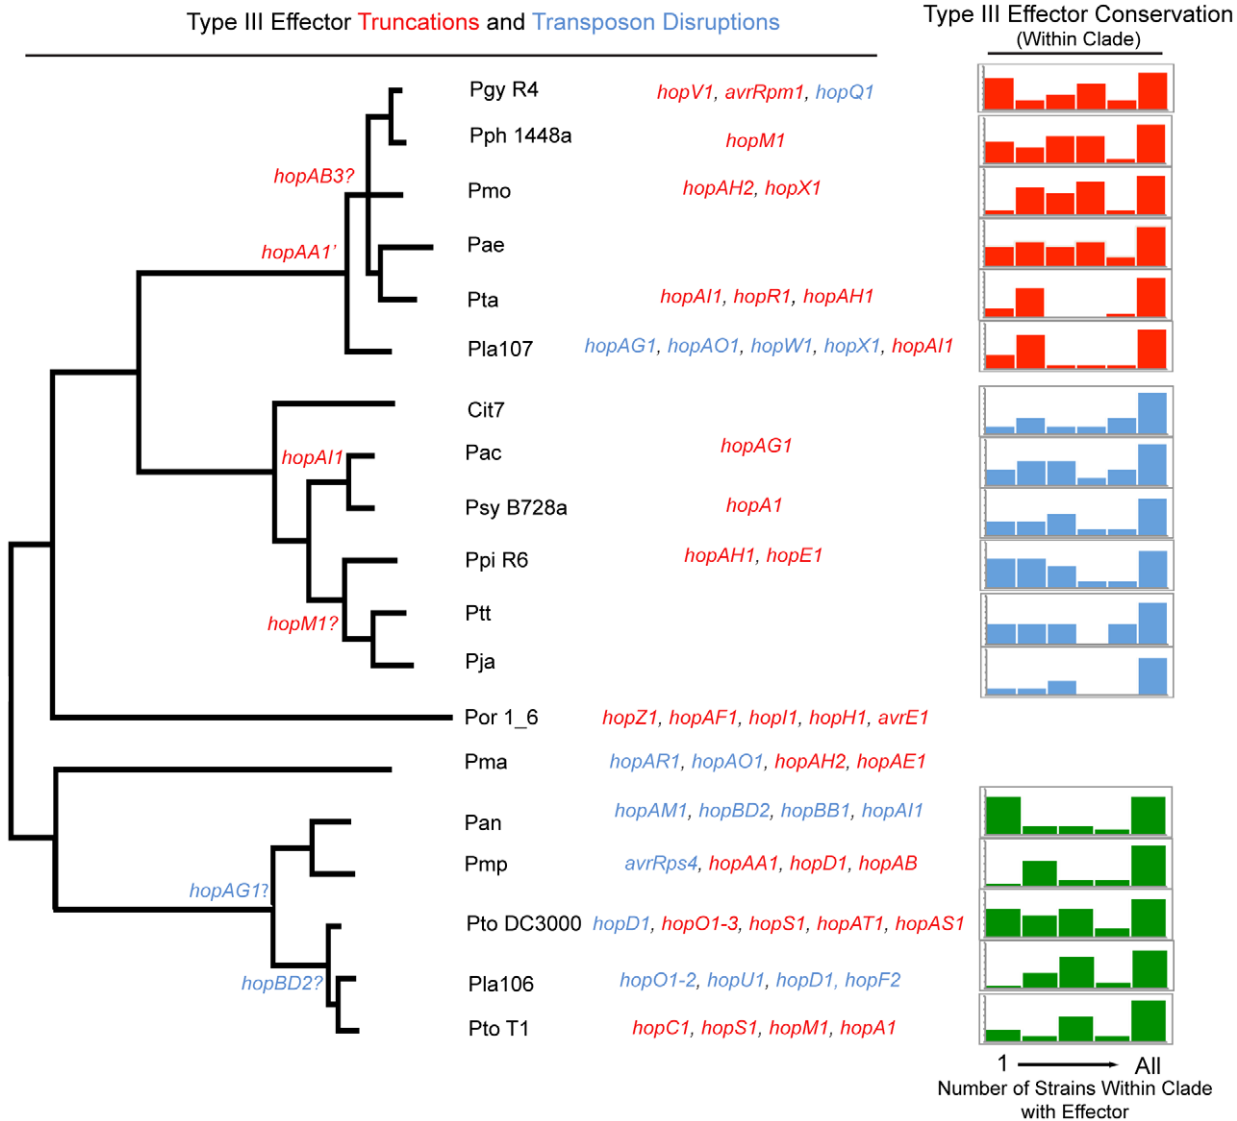 Type III Effector Truncations and Transposon Disruptions
Type III Effector Conservation
(Within Clade)
Pgy R4 hopV1, avrRpm1, hopQ1
Pph 1448a hopM1
hopAB3?
Pmo hopAH2, hopX1
hopAA1’
Pae
Pta hopAI1, hopR1, hopAH1
Pla107 hopAG1, hopAO1, hopW1, hopX1, hopAI1
Cit7
hopAI1
Pac hopAG1
Psy B728a hopA1
Ppi R6 hopAH1, hopE1
Ptt
hopM1?
Pja
Por 1_6 hopZ1, hopAF1, hopI1, hopH1, avrE1
Pma hopAR1, hopAO1, hopAH2, hopAE1
Pan hopAM1, hopBD2, hopBB1, hopAI1
Pmp avrRps4, hopAA1, hopD1, hopAB
hopAG1?
Pto DC3000 hopD1, hopO1-3, hopS1, hopAT1, hopAS1
hopBD2?
Pla106 hopO1-2, hopU1, hopD1, hopF2
Pto T1 hopC1, hopS1, hopM1, hopA1
1 All
Number of Strains Within Clade
with Effector